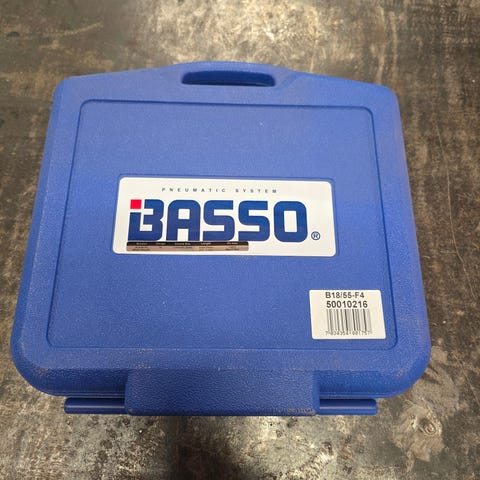 PNEUMATIC SYSTEM
BASSO®
B18/55-F4
50010216